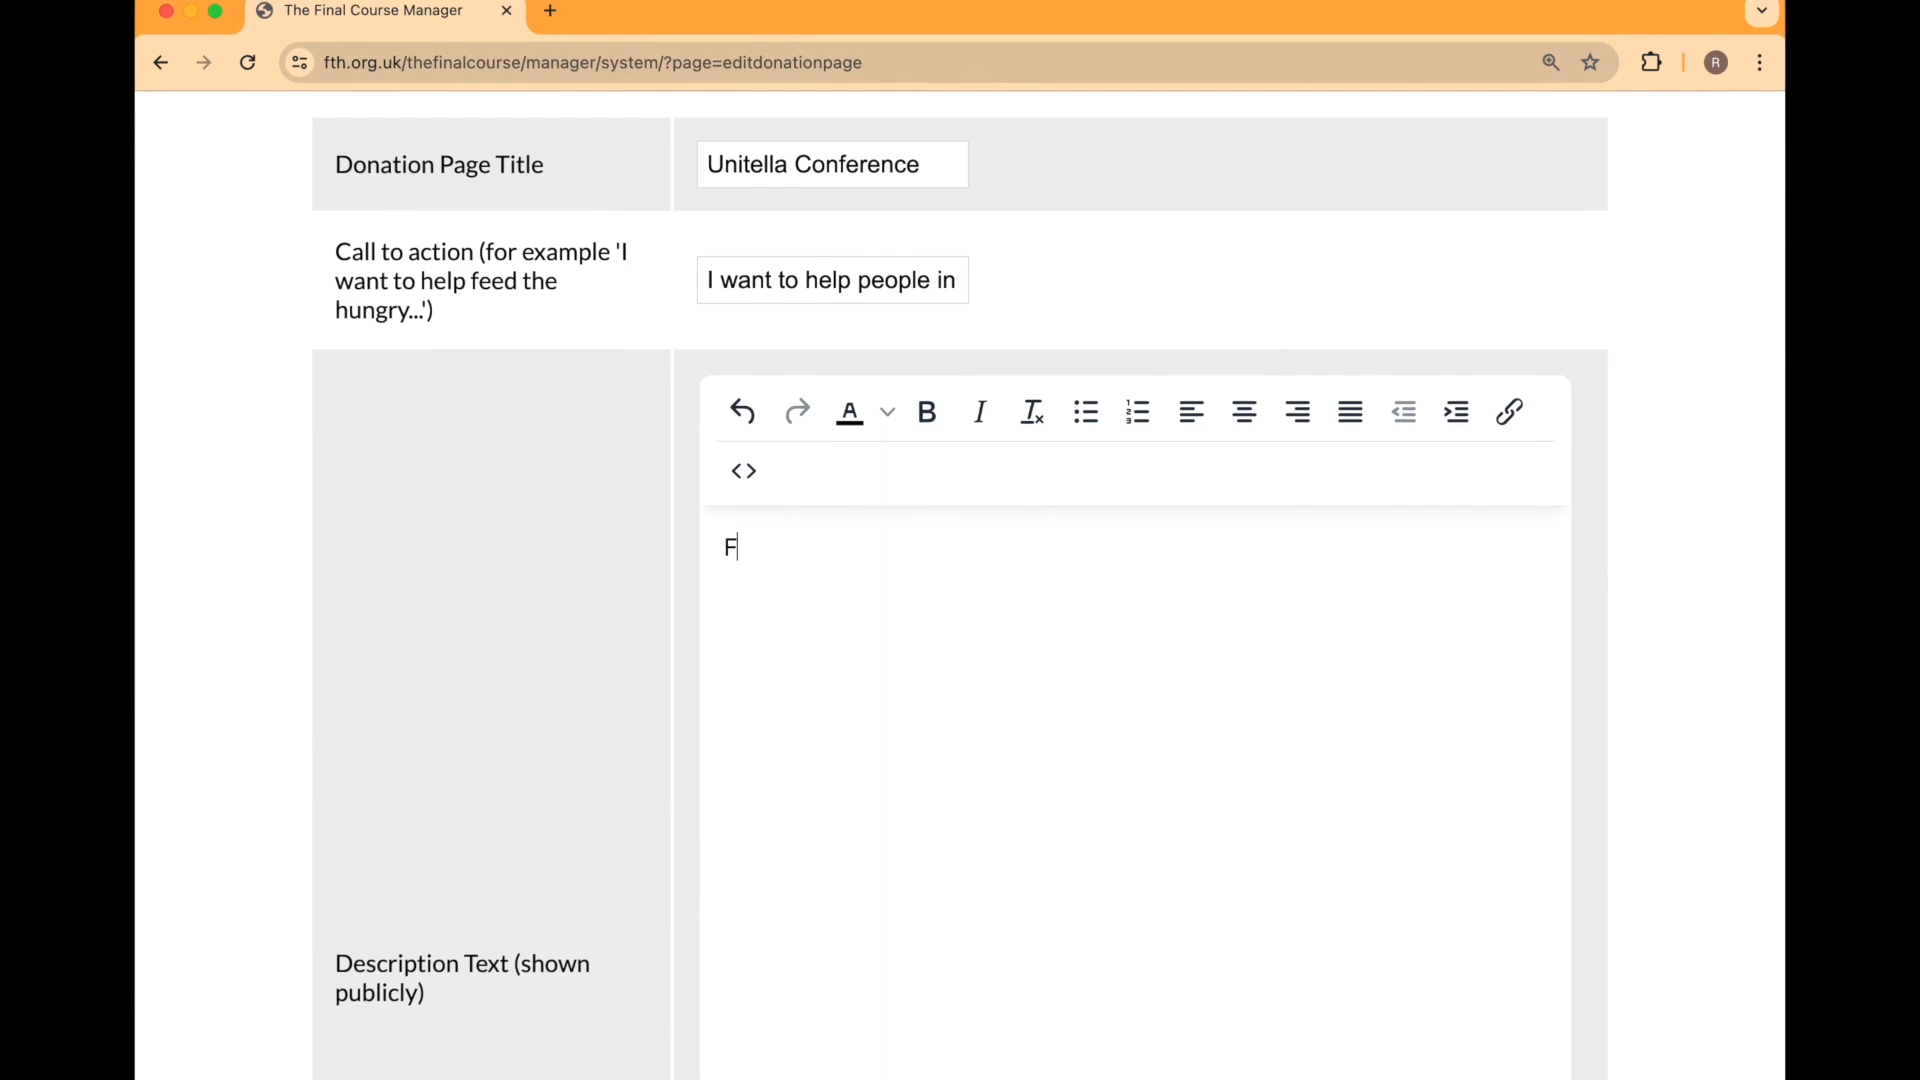 The Final Course Manager
fth.org.uk/thefinalcourse/manager/system/?page=editdonationpage
R
Donation Page Title
Unitella Conference
Call to action (for example 'I
want to help feed the
hungry...')
I want to help people in
F
Description Text (shown
publicly)